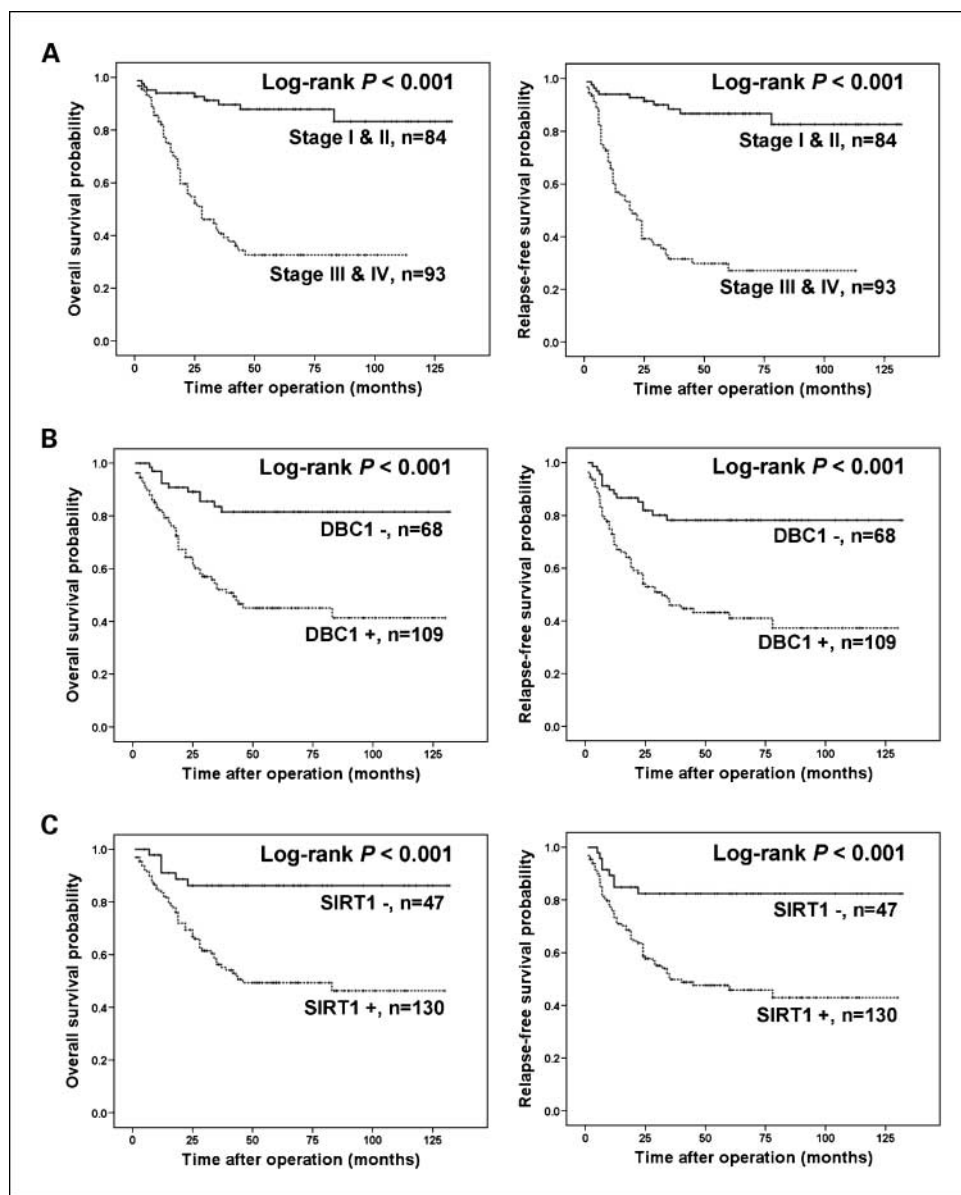 A
Log-rank P < 0.001
Stage I & II, n=84
Stage III & IV, n=93
Overall survival probability
1.0
0.8
0.6
0.4
0.2
0.0
0
25
50
75
100
125
Time after operation (months)
Log-rank P < 0.001
Stage I & II, n=84
Stage III & IV, n=93
Relapse-free survival probability
1.0
0.8
0.6
0.4
0.2
0.0
0
25
50
75
100
125
Time after operation (months)
B
Log-rank P < 0.001
DBC1 -, n=68
DBC1 +, n=109
Overall survival probability
1.0
0.8
0.6
0.4
0.2
0.0
0
25
50
75
100
125
Time after operation (months)
Log-rank P < 0.001
DBC1 -, n=68
DBC1 +, n=109
Relapse-free survival probability
1.0
0.8
0.6
0.4
0.2
0.0
0
25
50
75
100
125
Time after operation (months)
C
Log-rank P < 0.001
SIRT1 -, n=47
SIRT1 +, n=130
Overall survival probability
1.0
0.8
0.6
0.4
0.2
0.0
0
25
50
75
100
125
Time after operation (months)
Log-rank P < 0.001
SIRT1 -, n=47
SIRT1 +, n=130
Relapse-free survival probability
1.0
0.8
0.6
0.4
0.2
0.0
0
25
50
75
100
125
Time after operation (months)